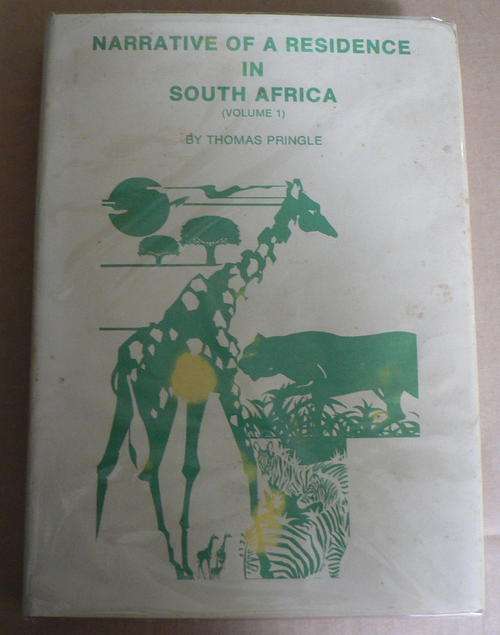 NARRATIVE OF A RESIDENCE
IN
SOUTH AFRICA
(VOLUME 1)
BY THOMAS PRINGLE